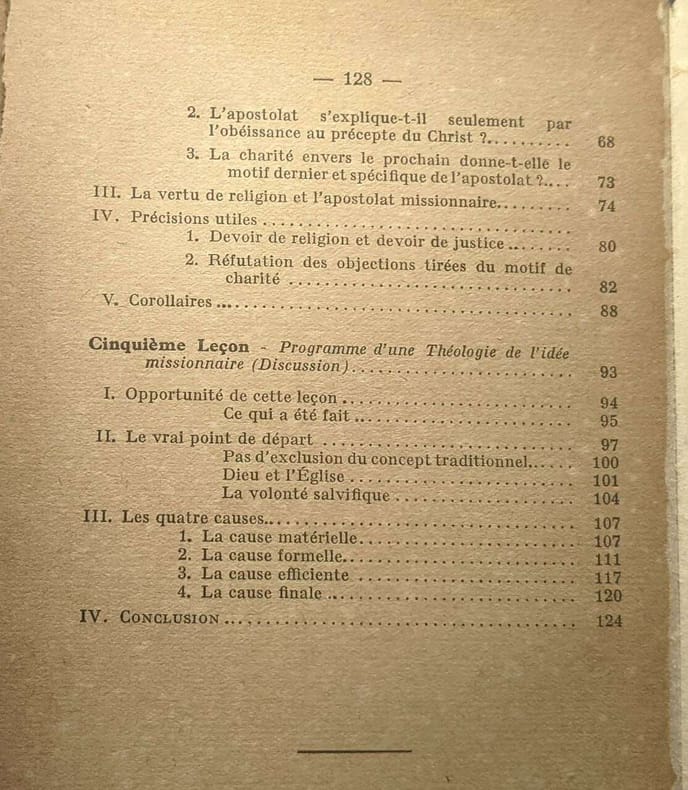 — 128 —
2. L'apostolat s'explique-t-il seulement par
l'obéissance au précepte du Christ ?.......... 68
3. La charité envers le prochain donne-t-elle le
motif dernier et spécifique de l'apostolat ?.... 73
III. La vertu de religion et l'apostolat missionnaire......... 74
IV. Précisions utiles ....................................
1. Devoir de religion et devoir de justice ......... 80
2. Réfutation des objections tirées du motif de
charité .................................. 82
V. Corollaires .......................................... 88
Cinquième Leçon - Programme d'une Théologie de l'idée
missionnaire (Discussion)........................... 93
I. Opportunité de cette leçon ............................ 94
Ce qui a été fait ........................... 95
II. Le vrai point de départ .............................. 97
Pas d'exclusion du concept traditionnel...... 100
Dieu et l'Église ........................... 101
La volonté salvifique ...................... 104
III. Les quatre causes.................................... 107
1. La cause matérielle.......................... 107
2. La cause formelle............................ 111
3. La cause efficiente .......................... 117
4. La cause finale .............................. 120
IV. CONCLUSION .......................................... 124